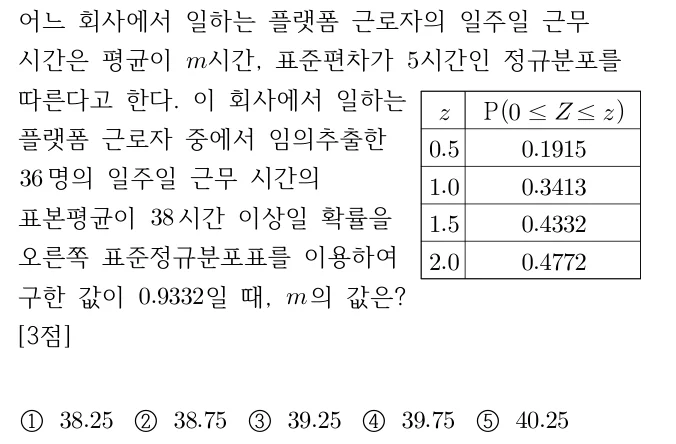 어느 회사에서 일하는 플랫폼 근로자의 일주일 근무
시간은 평균이 m시간, 표준편차가 5시간인 정규분포를
따른다고 한다. 이 회사에서 일하는
플랫폼 근로자 중에서 임의추출한
36명의 일주일 근무 시간의
표본평균이 38시간 이상일 확률을
오른쪽 표준정규분포표를 이용하여
구한 값이 0.9332일 때, m의 값은?
[3점]
z P(0 ≤ Z ≤ z)
0.5 0.1915
1.0 0.3413
1.5 0.4332
2.0 0.4772
① 38.25 ② 38.75 ③ 39.25 ④ 39.75 ⑤ 40.25